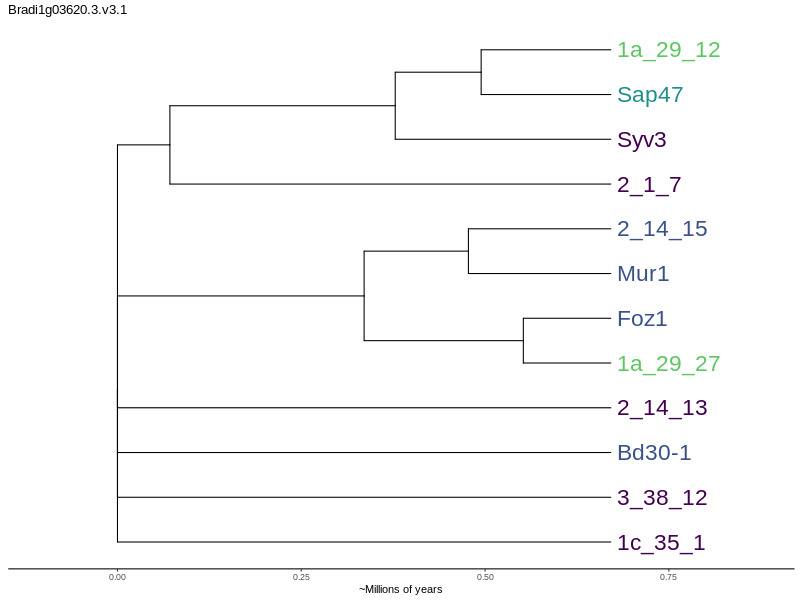 Bradi1g03620.3.v3.1
1a_29_12
Sap47
Syv3
2_1_7
2_14_15
Mur1
Foz1
1a_29_27
2_14_13
Bd30-1
3_38_12
1c_35_1
0.00 0.25 0.50 0.75
~Millions of years